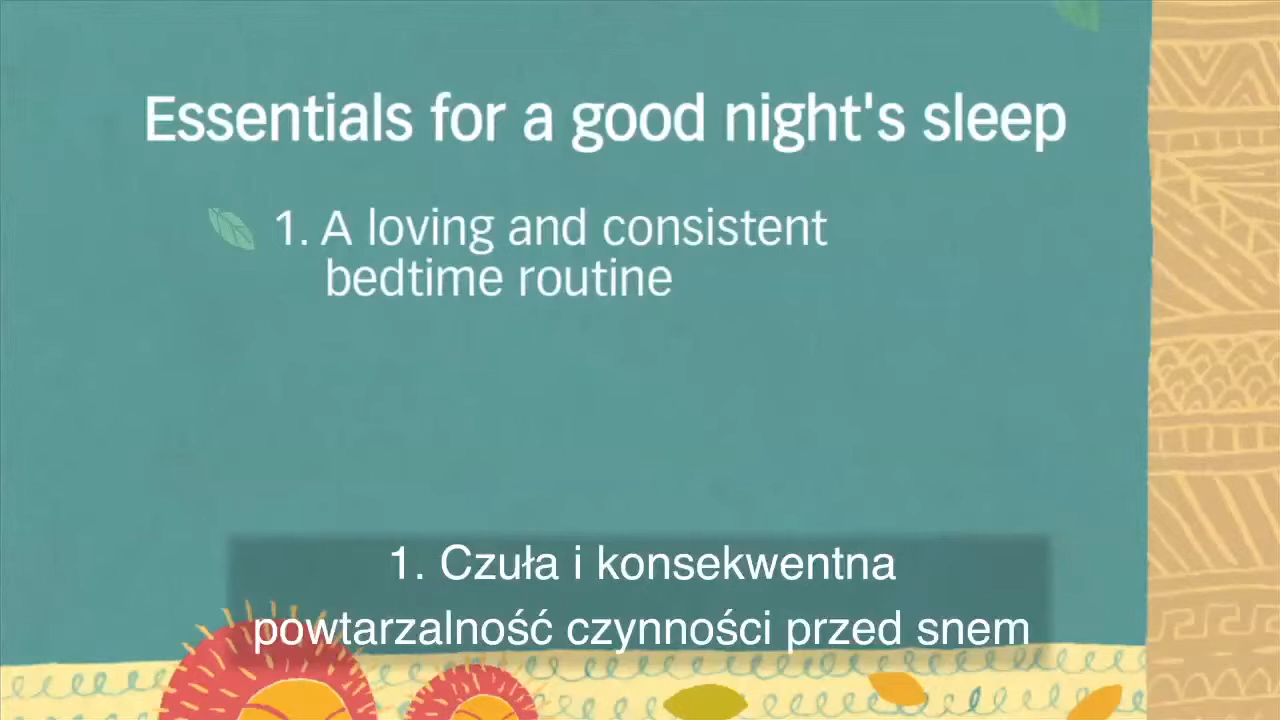 Essentials for a good night's sleep
1. A loving and consistent
bedtime routine
1. Czuła i konsekwentna
powtarzalność czynności przed snem